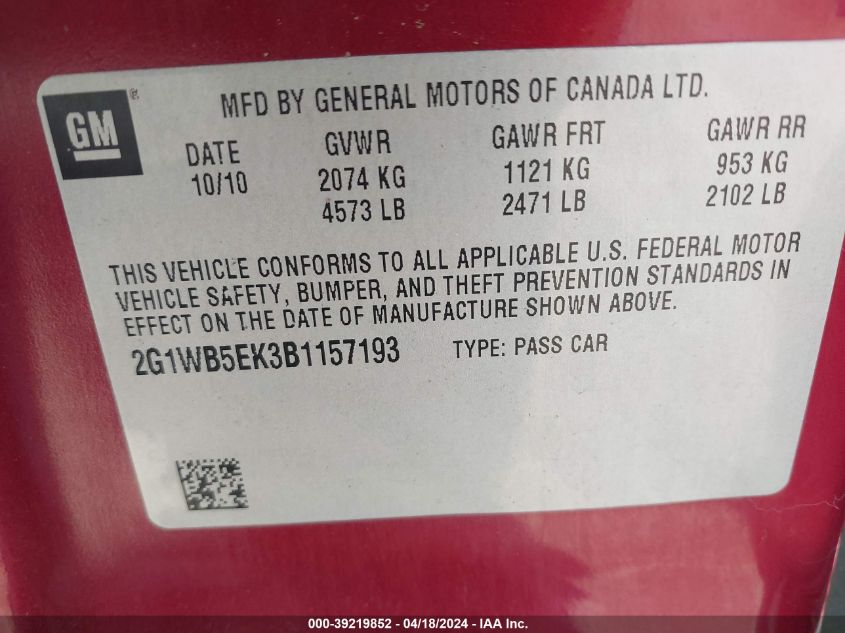 GM®
MFD BY GENERAL MOTORS OF CANADA LTD.
DATE GVWR GAWR FRT GAWR RR
10/10 2074 KG 1121 KG 953 KG
4573 LB 2471 LB 2102 LB
THIS VEHICLE CONFORMS TO ALL APPLICABLE U.S. FEDERAL MOTOR
VEHICLE SAFETY, BUMPER, AND THEFT PREVENTION STANDARDS IN
EFFECT ON THE DATE OF MANUFACTURE SHOWN ABOVE.
2G1WB5EK3B1157193 TYPE: PASS CAR
000-39219852 - 04/18/2024 - IAA Inc.